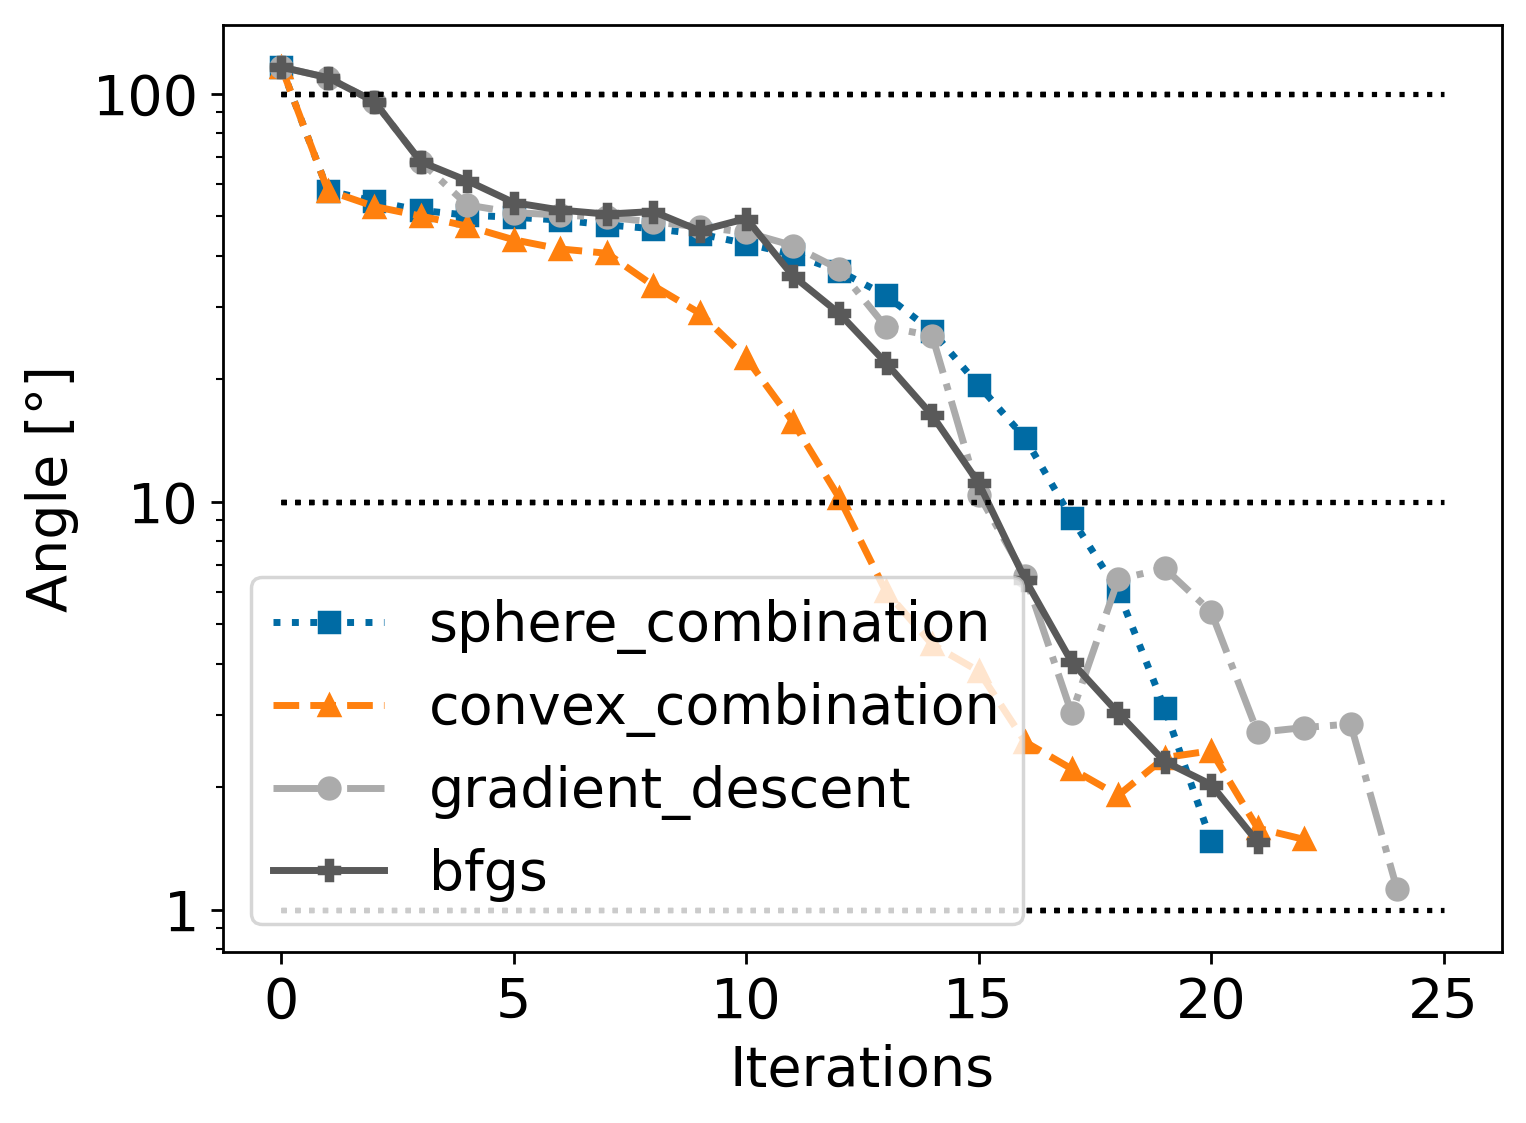 Angle [°]
100
10
1
sphere_combination
convex_combination
gradient_descent
bfgs
0 5 10 15 20 25
Iterations